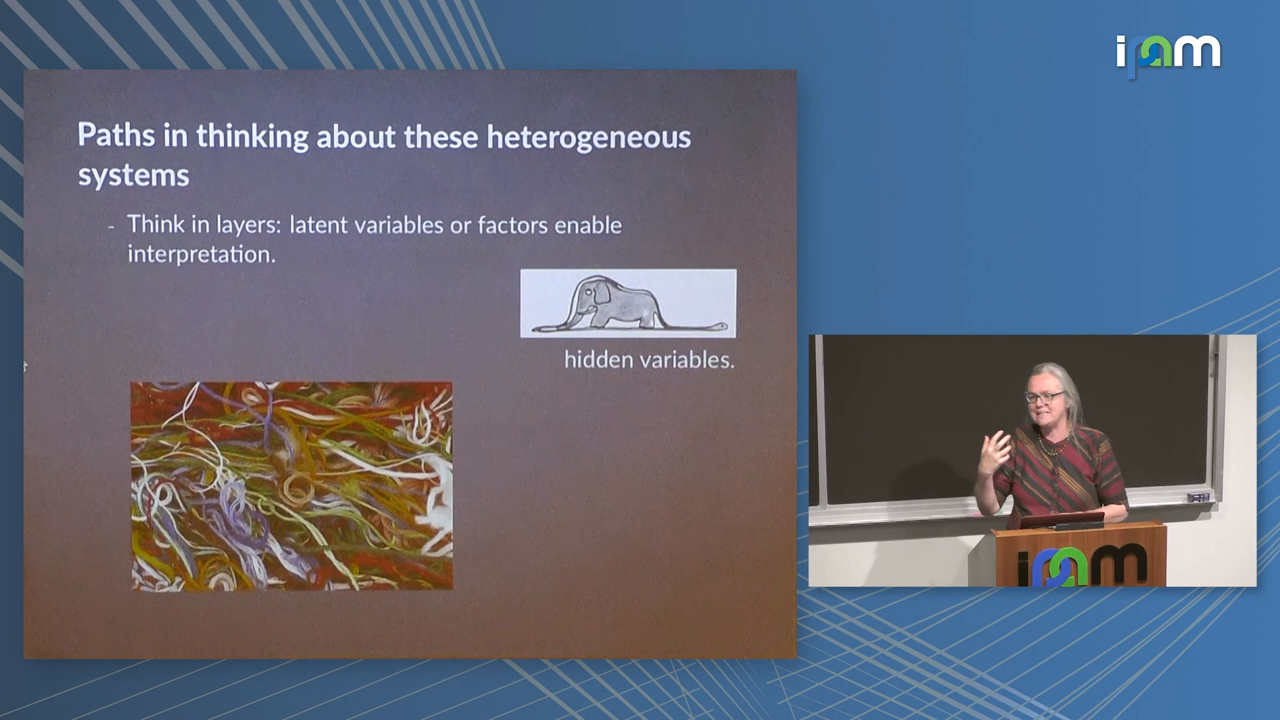 ipam
Paths in thinking about these heterogeneous
systems
- Think in layers: latent variables or factors enable
interpretation.
hidden variables.
ipam